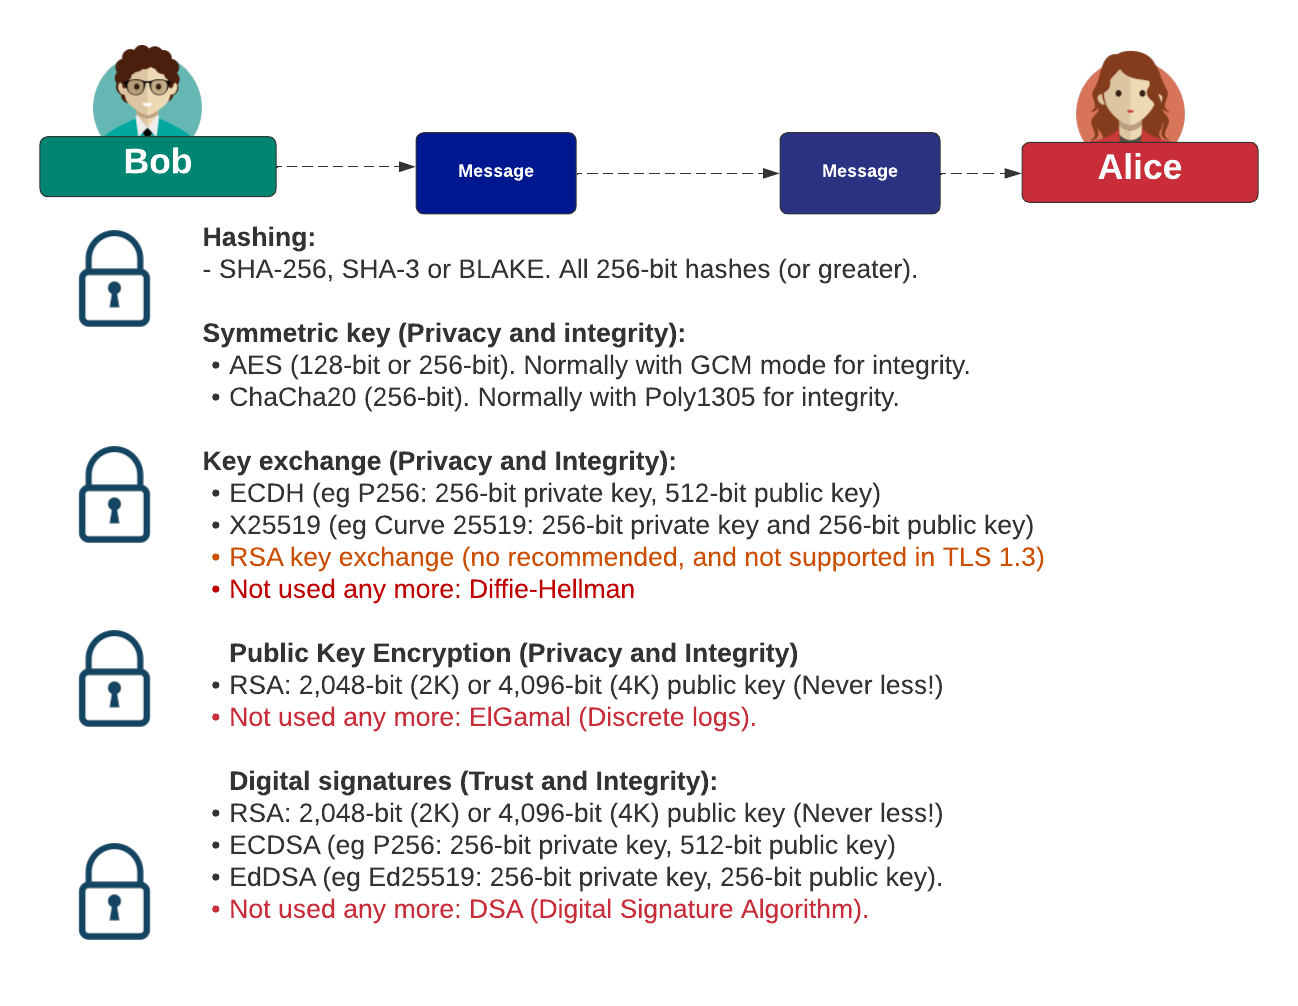 Bob
Message
Message
Alice
Hashing:
- SHA-256, SHA-3 or BLAKE. All 256-bit hashes (or greater).
Symmetric key (Privacy and integrity):
• AES (128-bit or 256-bit). Normally with GCM mode for integrity.
• ChaCha20 (256-bit). Normally with Poly1305 for integrity.
Key exchange (Privacy and Integrity):
• ECDH (eg P256: 256-bit private key, 512-bit public key)
• X25519 (eg Curve 25519: 256-bit private key and 256-bit public key)
• RSA key exchange (no recommended, and not supported in TLS 1.3)
• Not used any more: Diffie-Hellman
Public Key Encryption (Privacy and Integrity)
• RSA: 2,048-bit (2K) or 4,096-bit (4K) public key (Never less!)
• Not used any more: ElGamal (Discrete logs).
Digital signatures (Trust and Integrity):
• RSA: 2,048-bit (2K) or 4,096-bit (4K) public key (Never less!)
• ECDSA (eg P256: 256-bit private key, 512-bit public key)
• EdDSA (eg Ed25519: 256-bit private key, 256-bit public key).
• Not used any more: DSA (Digital Signature Algorithm).